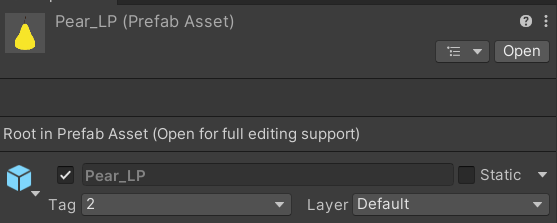 Pear_LP (Prefab Asset)
Open
Root in Prefab Asset (Open for full editing support)
Pear_LP
Static
Tag 2 Layer Default